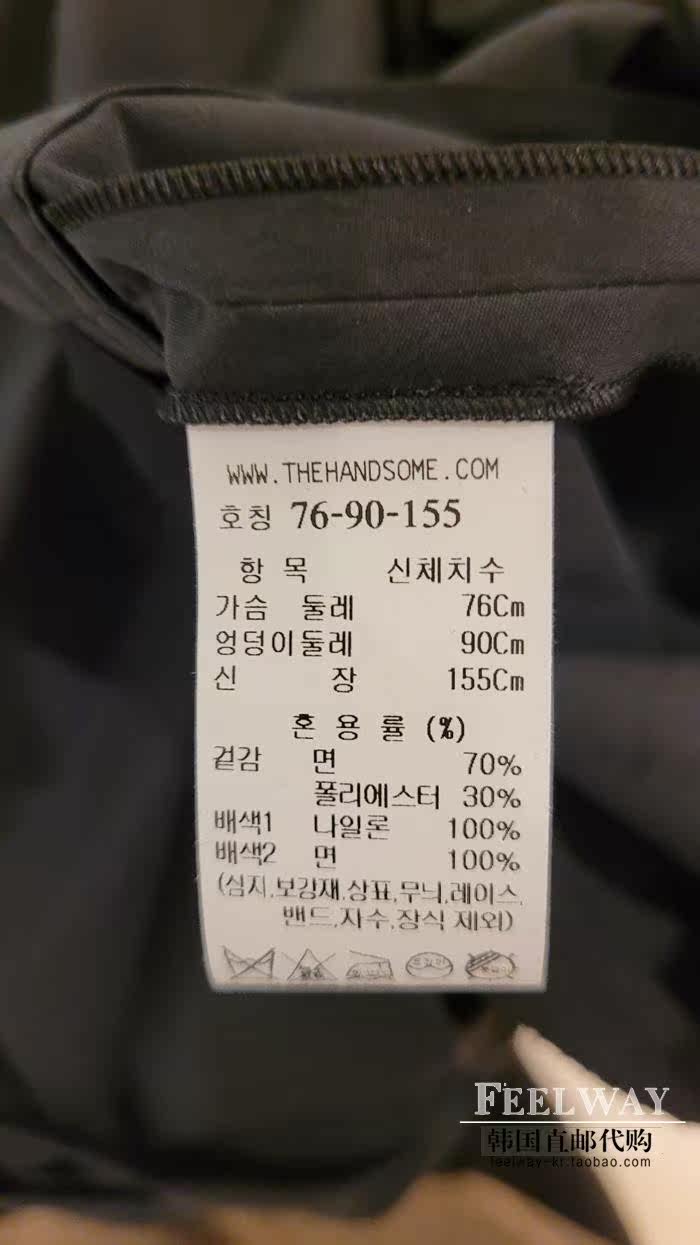 WWW.THEHANDSOME.COM
호칭 76-90-155
항 목 신체치수
가슴 둘레 76Cm
엉덩이둘레 90Cm
신 장 155Cm
혼 용 률 (%)
겉감 면 70%
폴리에스터 30%
배색1 나일론 100%
배색2 면 100%
(심지.보강재.상표.무늬.레이스.
밴드.자수.장식 제외)
드라이
FEELWAY
韩国直邮代购
feelway-kr.taobao.com